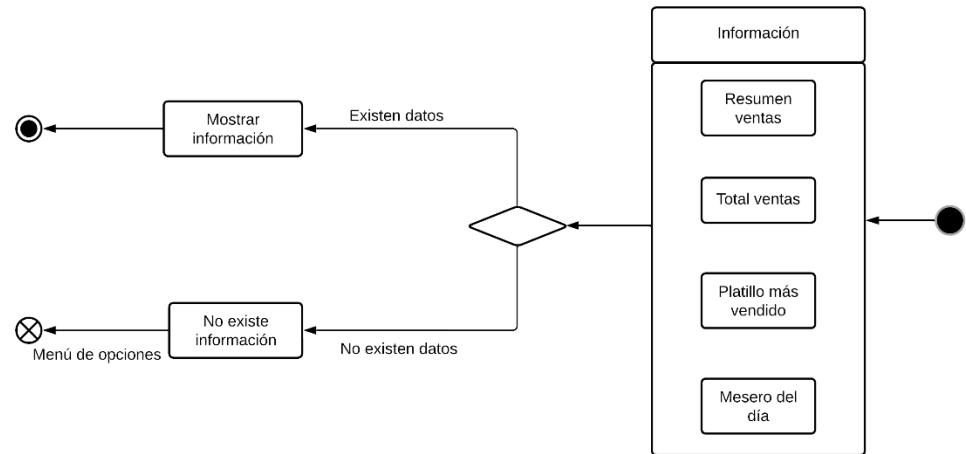 Información
Resumen
ventas
Existen datos
Mostrar
información
Total ventas
Platillo más
vendido
No existe
información
No existen datos
Menú de opciones
Mesero del
día